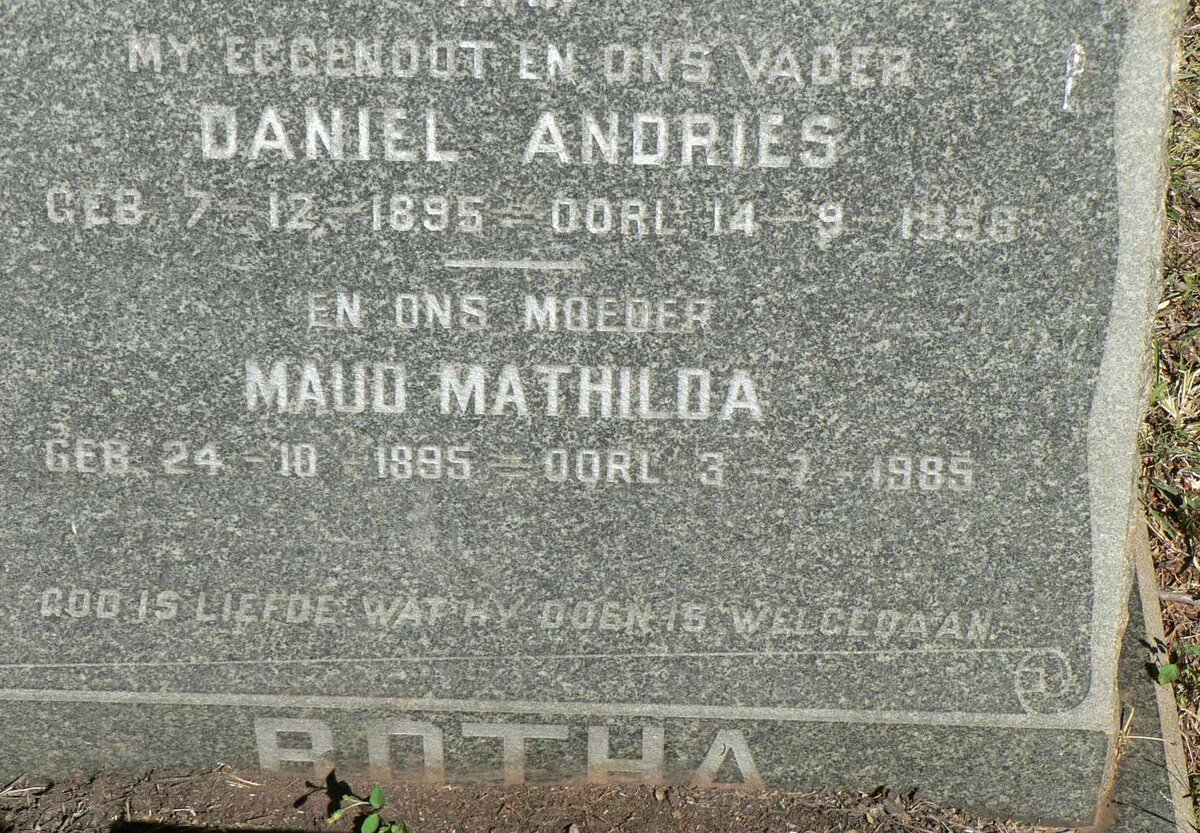 MY EGGENOOT EN ONS VADER
DANIEL ANDRIES
GEB 7-12-1895 = OORL 14-9-1956
EN ONS MOEDER
MAUD MATHILDA
GEB 24-10-1895 = OORL 3-7-1985
GOD IS LIEFDE WAT HY DOEN IS WELGEDAAN
BOTHA